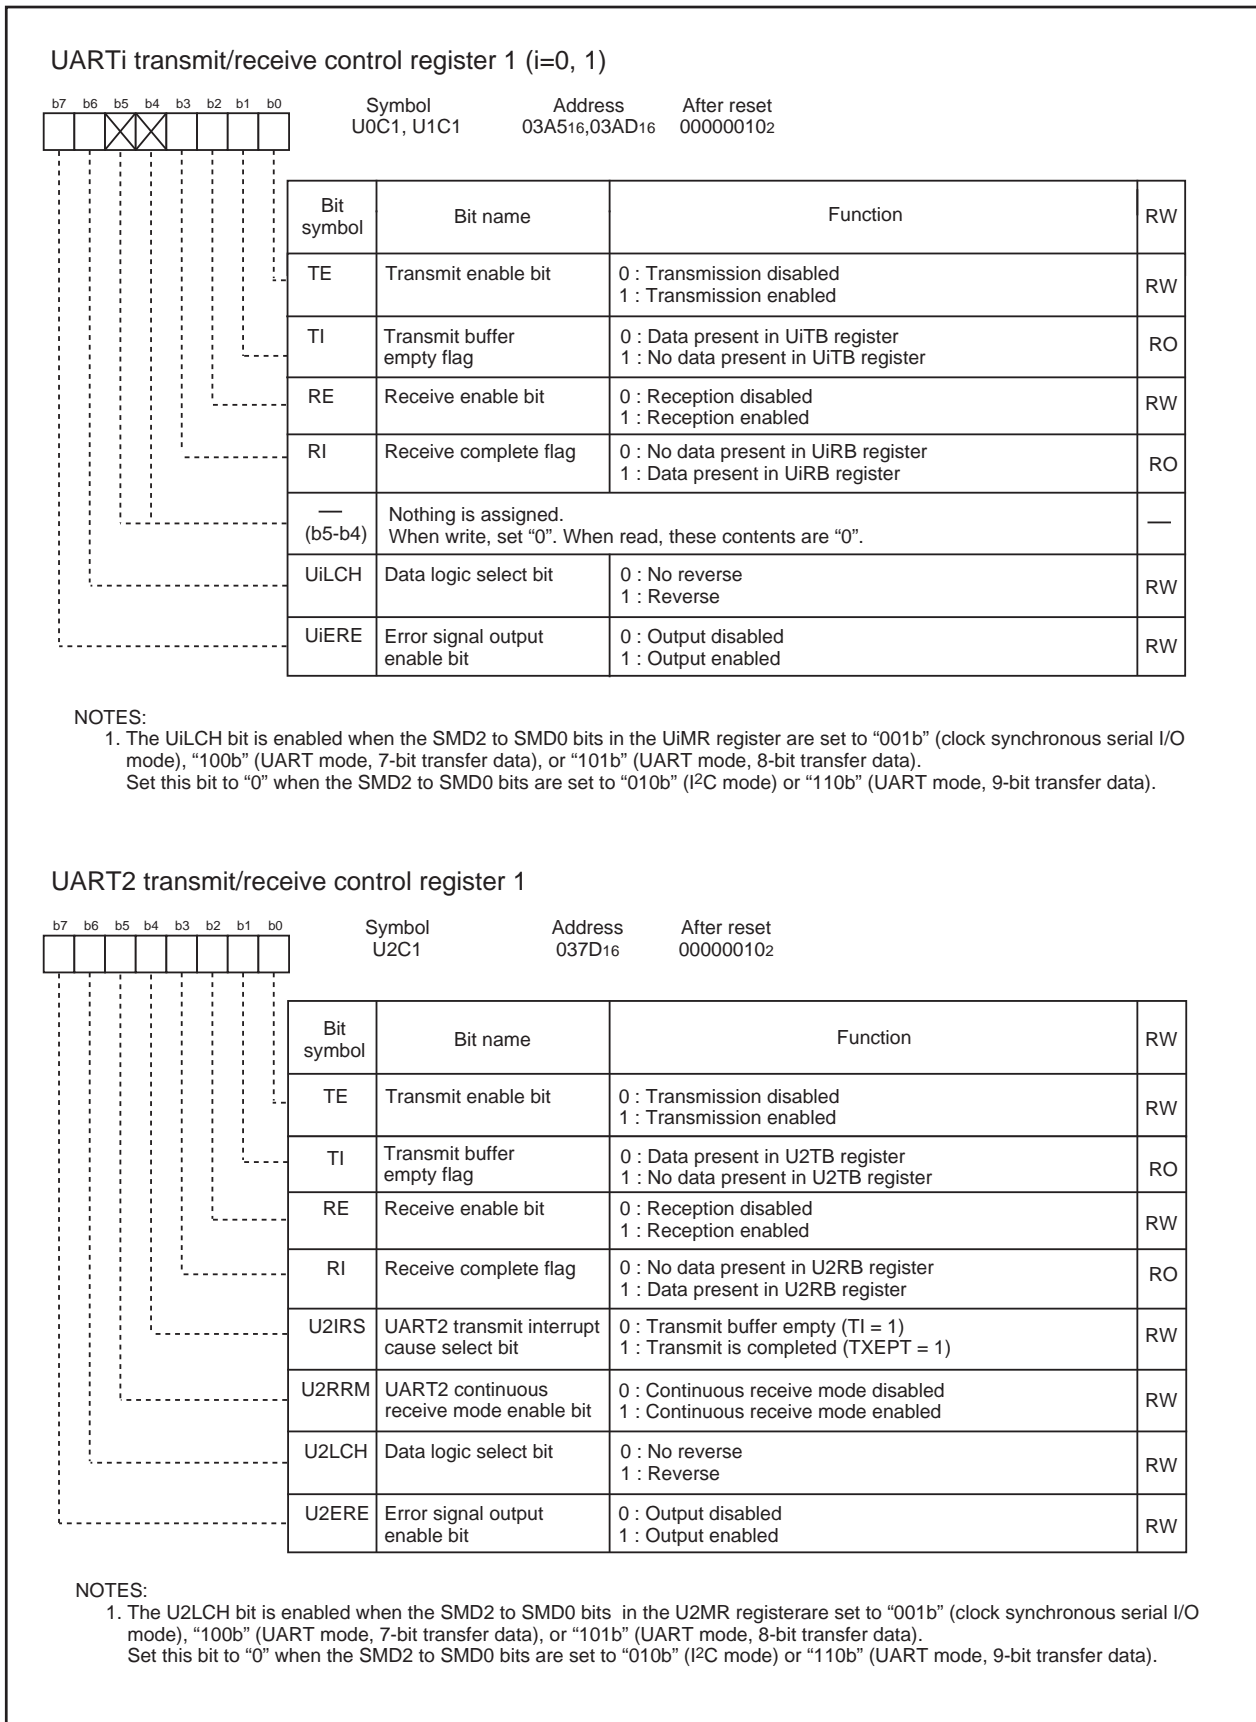 UARTi transmit/receive control register 1 (i=0, 1)
b7 b6 b5 b4 b3 b2 b1 b0
Symbol Address After reset
U0C1, U1C1 03A516,03AD16 000000102
Bit symbol Bit name Function RW
TE Transmit enable bit 0 : Transmission disabled
1 : Transmission enabled RW
TI Transmit buffer empty flag 0 : Data present in UiTB register
1 : No data present in UiTB register RO
RE Receive enable bit 0 : Reception disabled
1 : Reception enabled RW
RI Receive complete flag 0 : No data present in UiRB register
1 : Data present in UiRB register RO
— (b5-b4) Nothing is assigned.
When write, set “0”. When read, these contents are “0”. —
UiLCH Data logic select bit 0 : No reverse
1 : Reverse RW
UiERE Error signal output enable bit 0 : Output disabled
1 : Output enabled RW
NOTES:
1. The UiLCH bit is enabled when the SMD2 to SMD0 bits in the UiMR register are set to “001b” (clock synchronous serial I/O
mode), “100b” (UART mode, 7-bit transfer data), or “101b” (UART mode, 8-bit transfer data).
Set this bit to “0” when the SMD2 to SMD0 bits are set to “010b” (I2C mode) or “110b” (UART mode, 9-bit transfer data).
UART2 transmit/receive control register 1
b7 b6 b5 b4 b3 b2 b1 b0
Symbol Address After reset
U2C1 037D16 000000102
Bit symbol Bit name Function RW
TE Transmit enable bit 0 : Transmission disabled
1 : Transmission enabled RW
TI Transmit buffer empty flag 0 : Data present in U2TB register
1 : No data present in U2TB register RO
RE Receive enable bit 0 : Reception disabled
1 : Reception enabled RW
RI Receive complete flag 0 : No data present in U2RB register
1 : Data present in U2RB register RO
U2IRS UART2 transmit interrupt cause select bit 0 : Transmit buffer empty (TI = 1)
1 : Transmit is completed (TXEPT = 1) RW
U2RRM UART2 continuous receive mode enable bit 0 : Continuous receive mode disabled
1 : Continuous receive mode enabled RW
U2LCH Data logic select bit 0 : No reverse
1 : Reverse RW
U2ERE Error signal output enable bit 0 : Output disabled
1 : Output enabled RW
NOTES:
1. The U2LCH bit is enabled when the SMD2 to SMD0 bits in the U2MR registerare set to “001b” (clock synchronous serial I/O
mode), “100b” (UART mode, 7-bit transfer data), or “101b” (UART mode, 8-bit transfer data).
Set this bit to “0” when the SMD2 to SMD0 bits are set to “010b” (I2C mode) or “110b” (UART mode, 9-bit transfer data).